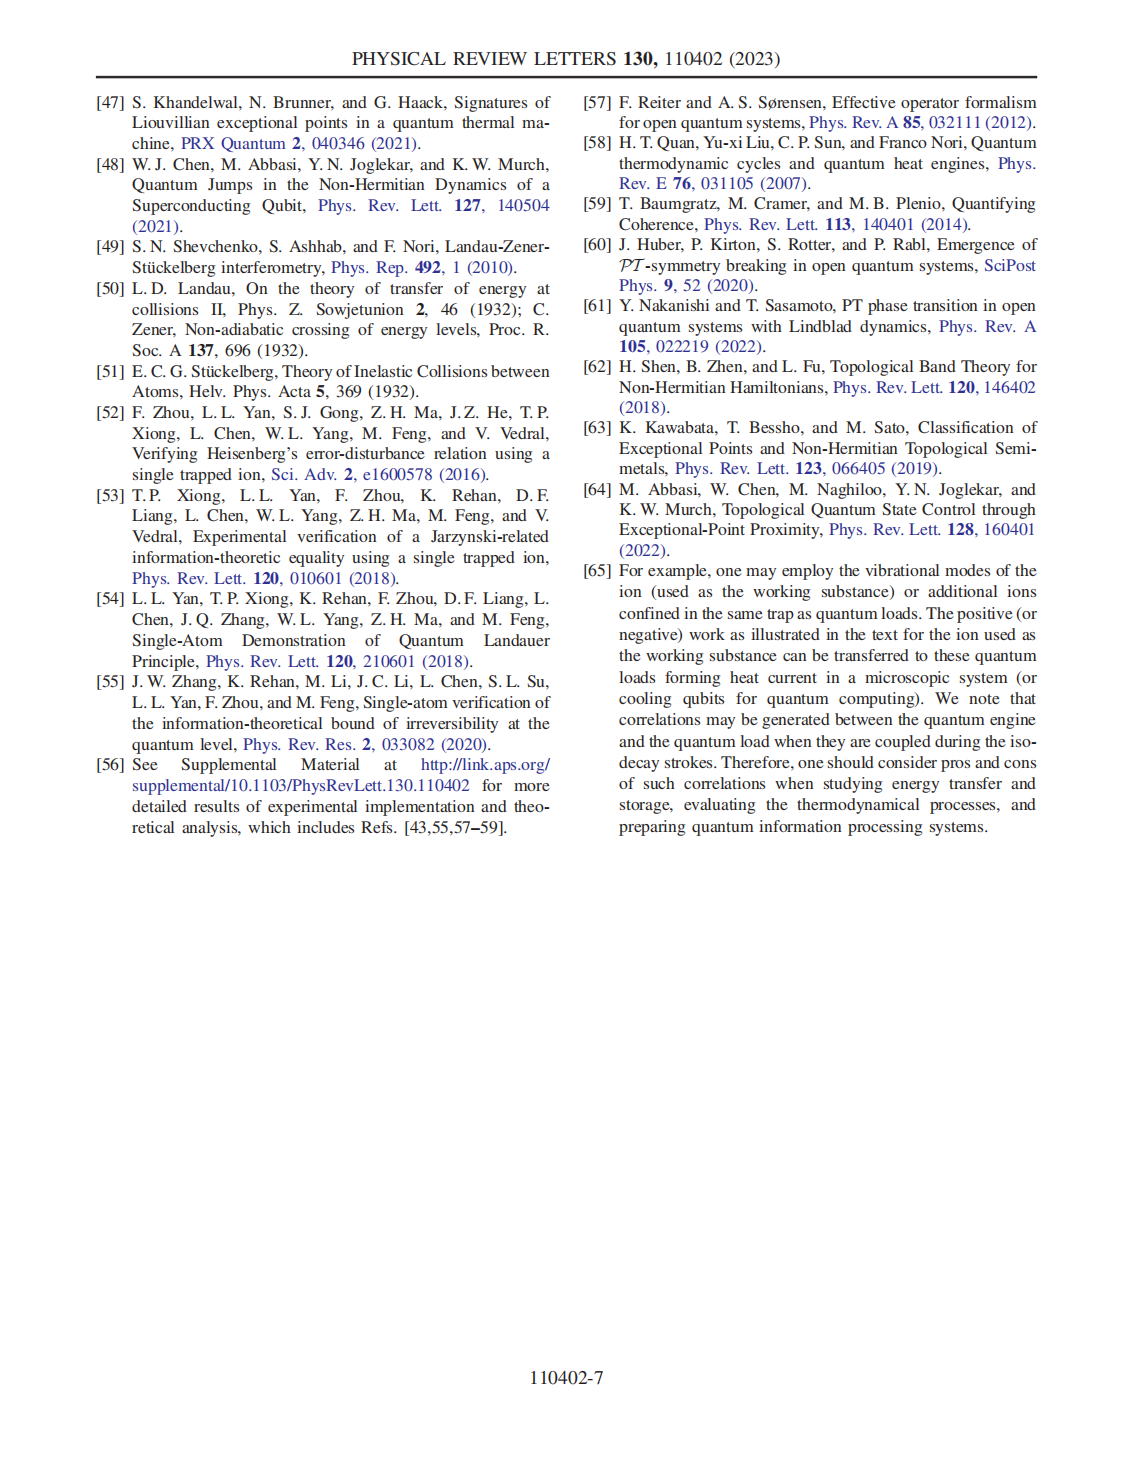 PHYSICAL REVIEW LETTERS 130, 110402 (2023)
[47] S. Khandelwal, N. Brunner, and G. Haack, Signatures of
Liouvillian exceptional points in a quantum thermal ma-
chine, PRX Quantum 2, 040346 (2021).
[48] W. J. Chen, M. Abbasi, Y. N. Joglekar, and K. W. Murch,
Quantum Jumps in the Non-Hermitian Dynamics of a
Superconducting Qubit, Phys. Rev. Lett. 127, 140504
(2021).
[49] S. N. Shevchenko, S. Ashhab, and F. Nori, Landau-Zener-
Stückelberg interferometry, Phys. Rep. 492, 1 (2010).
[50] L. D. Landau, On the theory of transfer of energy at
collisions II, Phys. Z. Sowjetunion 2, 46 (1932); C.
Zener, Non-adiabatic crossing of energy levels, Proc. R.
Soc. A 137, 696 (1932).
[51] E. C. G. Stückelberg, Theory of Inelastic Collisions between
Atoms, Helv. Phys. Acta 5, 369 (1932).
[52] F. Zhou, L. L. Yan, S. J. Gong, Z. H. Ma, J. Z. He, T. P.
Xiong, L. Chen, W. L. Yang, M. Feng, and V. Vedral,
Verifying Heisenberg's error-disturbance relation using a
single trapped ion, Sci. Adv. 2, e1600578 (2016).
[53] T. P. Xiong, L. L. Yan, F. Zhou, K. Rehan, D. F.
Liang, L. Chen, W. L. Yang, Z. H. Ma, M. Feng, and V.
Vedral, Experimental verification of a Jarzynski-related
information-theoretic equality using a single trapped ion,
Phys. Rev. Lett. 120, 010601 (2018).
[54] L. L. Yan, T. P. Xiong, K. Rehan, F. Zhou, D. F. Liang, L.
Chen, J. Q. Zhang, W. L. Yang, Z. H. Ma, and M. Feng,
Single-Atom Demonstration of Quantum Landauer
Principle, Phys. Rev. Lett. 120, 210601 (2018).
[55] J. W. Zhang, K. Rehan, M. Li, J. C. Li, L. Chen, S. L. Su,
L. L. Yan, F. Zhou, and M. Feng, Single-atom verification of
the information-theoretical bound of irreversibility at the
quantum level, Phys. Rev. Res. 2, 033082 (2020).
[56] See Supplemental Material at http://link.aps.org/
supplemental/10.1103/PhysRevLett.130.110402 for more
detailed results of experimental implementation and theo-
retical analysis, which includes Refs. [43,55,57–59].
[57] F. Reiter and A. S. Sørensen, Effective operator formalism
for open quantum systems, Phys. Rev. A 85, 032111 (2012).
[58] H. T. Quan, Yu-xi Liu, C. P. Sun, and Franco Nori, Quantum
thermodynamic cycles and quantum heat engines, Phys.
Rev. E 76, 031105 (2007).
[59] T. Baumgratz, M. Cramer, and M. B. Plenio, Quantifying
Coherence, Phys. Rev. Lett. 113, 140401 (2014).
[60] J. Huber, P. Kirton, S. Rotter, and P. Rabl, Emergence of
𝒫𝒯-symmetry breaking in open quantum systems, SciPost
Phys. 9, 52 (2020).
[61] Y. Nakanishi and T. Sasamoto, PT phase transition in open
quantum systems with Lindblad dynamics, Phys. Rev. A
105, 022219 (2022).
[62] H. Shen, B. Zhen, and L. Fu, Topological Band Theory for
Non-Hermitian Hamiltonians, Phys. Rev. Lett. 120, 146402
(2018).
[63] K. Kawabata, T. Bessho, and M. Sato, Classification of
Exceptional Points and Non-Hermitian Topological Semi-
metals, Phys. Rev. Lett. 123, 066405 (2019).
[64] M. Abbasi, W. Chen, M. Naghiloo, Y. N. Joglekar, and
K. W. Murch, Topological Quantum State Control through
Exceptional-Point Proximity, Phys. Rev. Lett. 128, 160401
(2022).
[65] For example, one may employ the vibrational modes of the
ion (used as the working substance) or additional ions
confined in the same trap as quantum loads. The positive (or
negative) work as illustrated in the text for the ion used as
the working substance can be transferred to these quantum
loads forming heat current in a microscopic system (or
cooling qubits for quantum computing). We note that
correlations may be generated between the quantum engine
and the quantum load when they are coupled during the iso-
decay strokes. Therefore, one should consider pros and cons
of such correlations when studying energy transfer and
storage, evaluating the thermodynamical processes, and
preparing quantum information processing systems.
110402-7